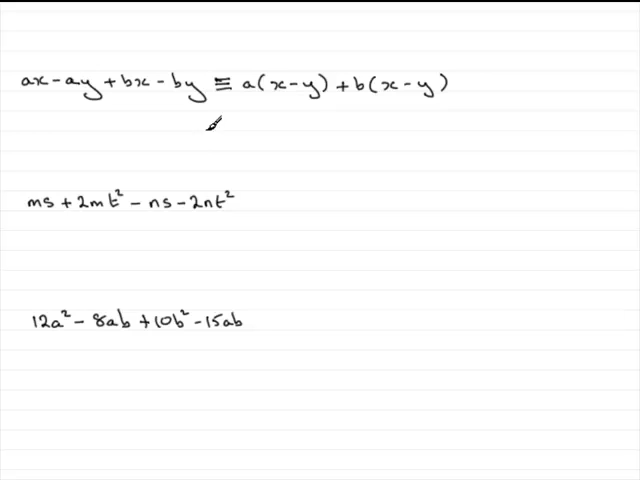 ax - ay + bx - by ≡ a(x - y) + b(x - y)
ms + 2mt² - ns - 2nt²
12a² - 8ab + 10b² - 15ab